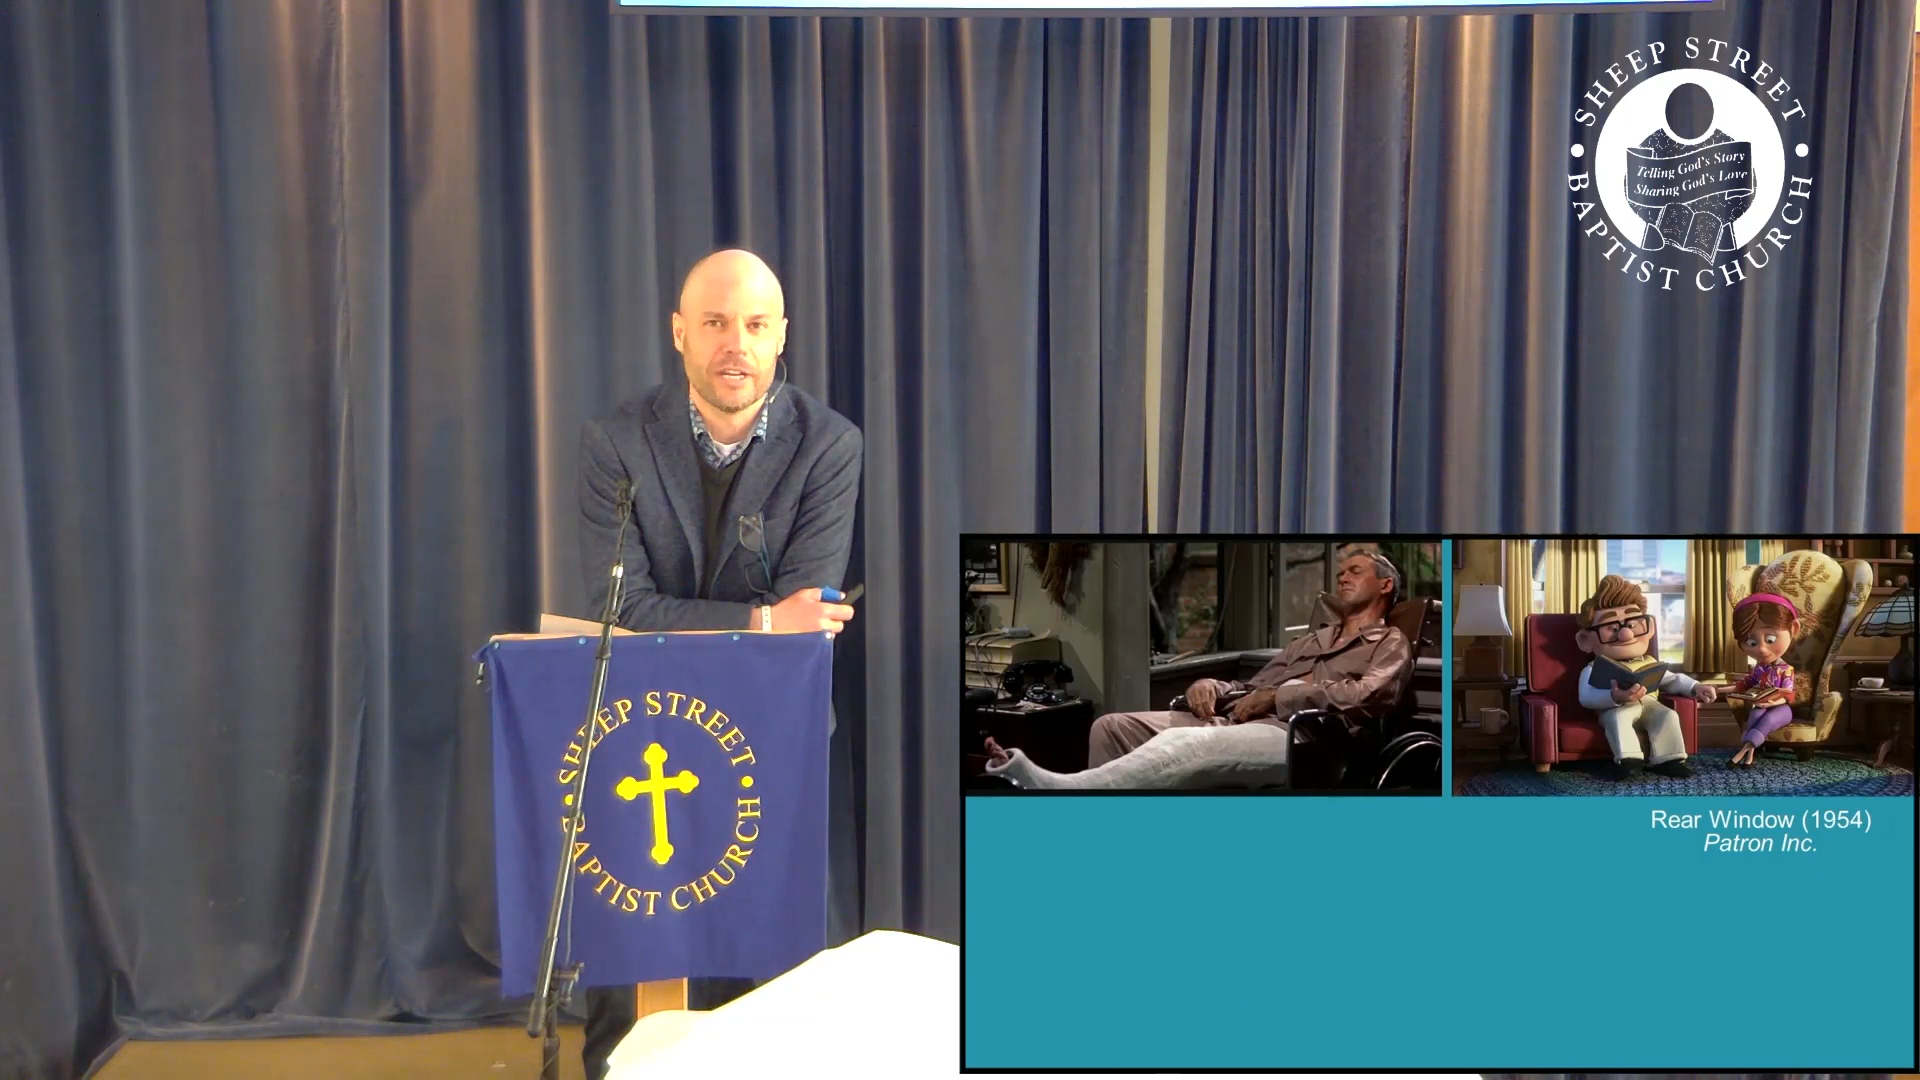 SHEEP STREET
BAPTIST CHURCH
Telling God's Story
Sharing God's Love
SHEEP STREET
BAPTIST CHURCH
Rear Window (1954)
Patron Inc.